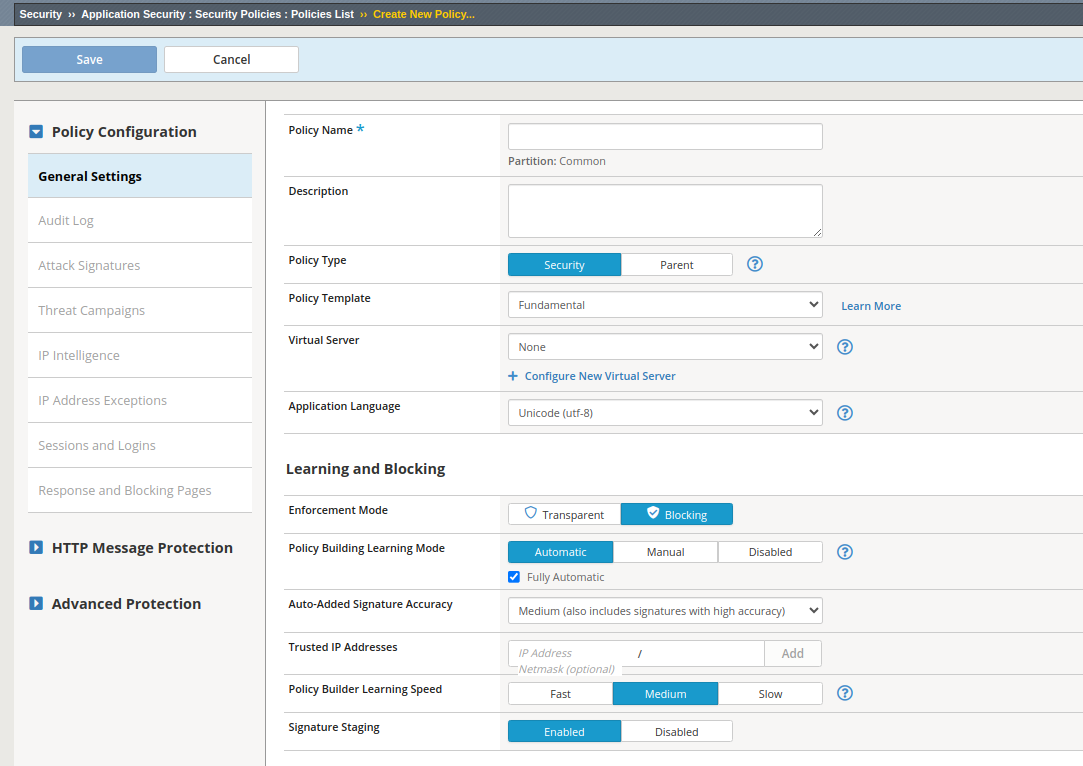 Security ›› Application Security : Security Policies : Policies List ›› Create New Policy...
Save Cancel
Policy Configuration
General Settings
Audit Log
Attack Signatures
Threat Campaigns
IP Intelligence
IP Address Exceptions
Sessions and Logins
Response and Blocking Pages
HTTP Message Protection
Advanced Protection
Policy Name *
Partition: Common
Description
Policy Type Security Parent ?
Policy Template Fundamental Learn More
Virtual Server None ?
+ Configure New Virtual Server
Application Language Unicode (utf-8) ?
Learning and Blocking
Enforcement Mode Transparent Blocking
Policy Building Learning Mode Automatic Manual Disabled ?
Fully Automatic
Auto-Added Signature Accuracy Medium (also includes signatures with high accuracy)
Trusted IP Addresses IP Address / Add
Netmask (optional)
Policy Builder Learning Speed Fast Medium Slow ?
Signature Staging Enabled Disabled